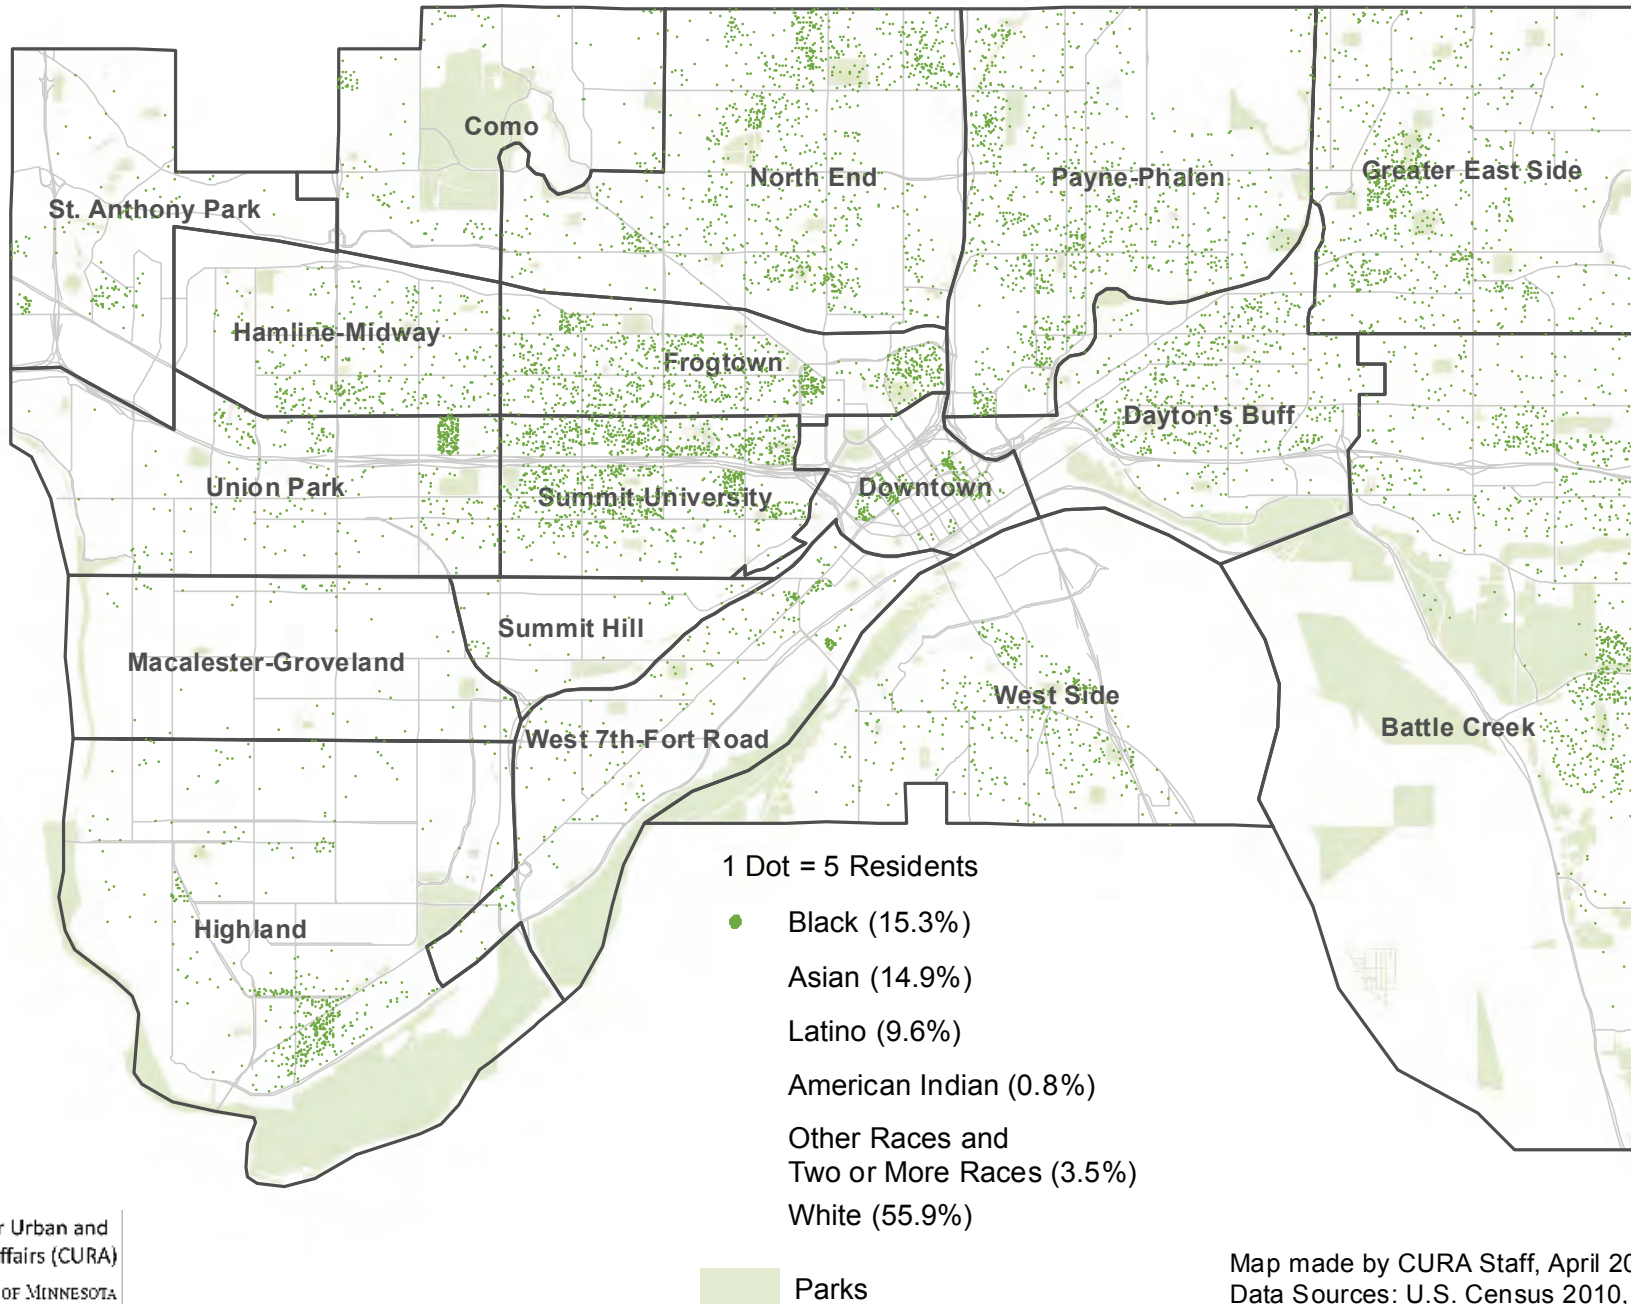 Como
North End
Payne-Phalen
Greater East Side
St. Anthony Park
Hamline-Midway
Frogtown
Dayton's Buff
Union Park
Summit-University
Downtown
Summit Hill
Macalester-Groveland
West Side
West 7th-Fort Road
Battle Creek
Highland
1 Dot = 5 Residents
Black (15.3%)
Asian (14.9%)
Latino (9.6%)
American Indian (0.8%)
Other Races and
Two or More Races (3.5%)
White (55.9%)
Parks
r Urban and
ffairs (CURA)
OF MINNESOTA
Map made by CURA Staff, April 20
Data Sources: U.S. Census 2010,